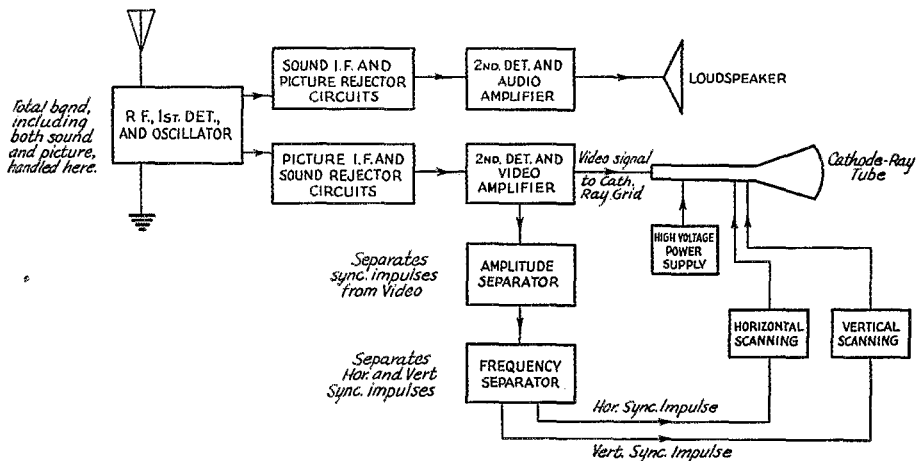 Total band,
including
both sound
and picture,
handled here.
R F., 1ST. DET.,
AND OSCILLATOR
SOUND I.F. AND
PICTURE REJECTOR
CIRCUITS
2ND. DET. AND
AUDIO
AMPLIFIER
LOUDSPEAKER
PICTURE I.F. AND
SOUND REJECTOR
CIRCUITS
2ND. DET. AND
VIDEO
AMPLIFIER
Video signal
to Cath.
Ray Grid
Cathode-Ray
Tube
HIGH VOLTAGE
POWER
SUPPLY
Separates
sync. impulses
from Video
AMPLITUDE
SEPARATOR
HORIZONTAL
SCANNING
VERTICAL
SCANNING
Separates
Hor. and Vert
Sync. impulses
FREQUENCY
SEPARATOR
Hor. Sync. Impulse
Vert. Sync. Impulse